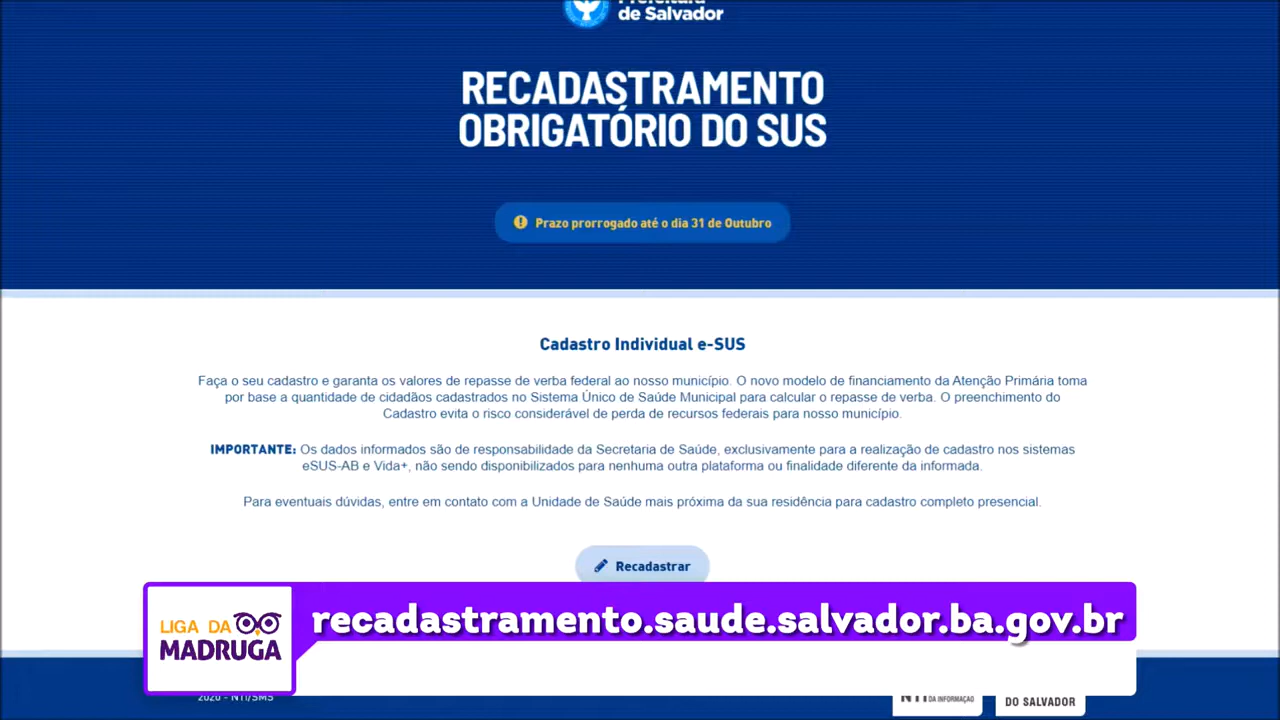 Prefeitura
de Salvador
RECADASTRAMENTO
OBRIGATÓRIO DO SUS
Prazo prorrogado até o dia 31 de Outubro
Cadastro Individual e-SUS
Faça o seu cadastro e garanta os valores de repasse de verba federal ao nosso município. O novo modelo de financiamento da Atenção Primária toma
por base a quantidade de cidadãos cadastrados no Sistema Único de Saúde Municipal para calcular o repasse de verba. O preenchimento do
Cadastro evita o risco considerável de perda de recursos federais para nosso município.
IMPORTANTE: Os dados informados são de responsabilidade da Secretaria de Saúde, exclusivamente para a realização de cadastro nos sistemas
eSUS-AB e Vida+, não sendo disponibilizados para nenhuma outra plataforma ou finalidade diferente da informada.
Para eventuais dúvidas, entre em contato com a Unidade de Saúde mais próxima da sua residência para cadastro completo presencial.
Recadastrar
LIGA DA
MADRUGA
recadastramento.saude.salvador.ba.gov.br
2020 - NTI/SMS
NTI DA INFORMAÇÃO
DO SALVADOR